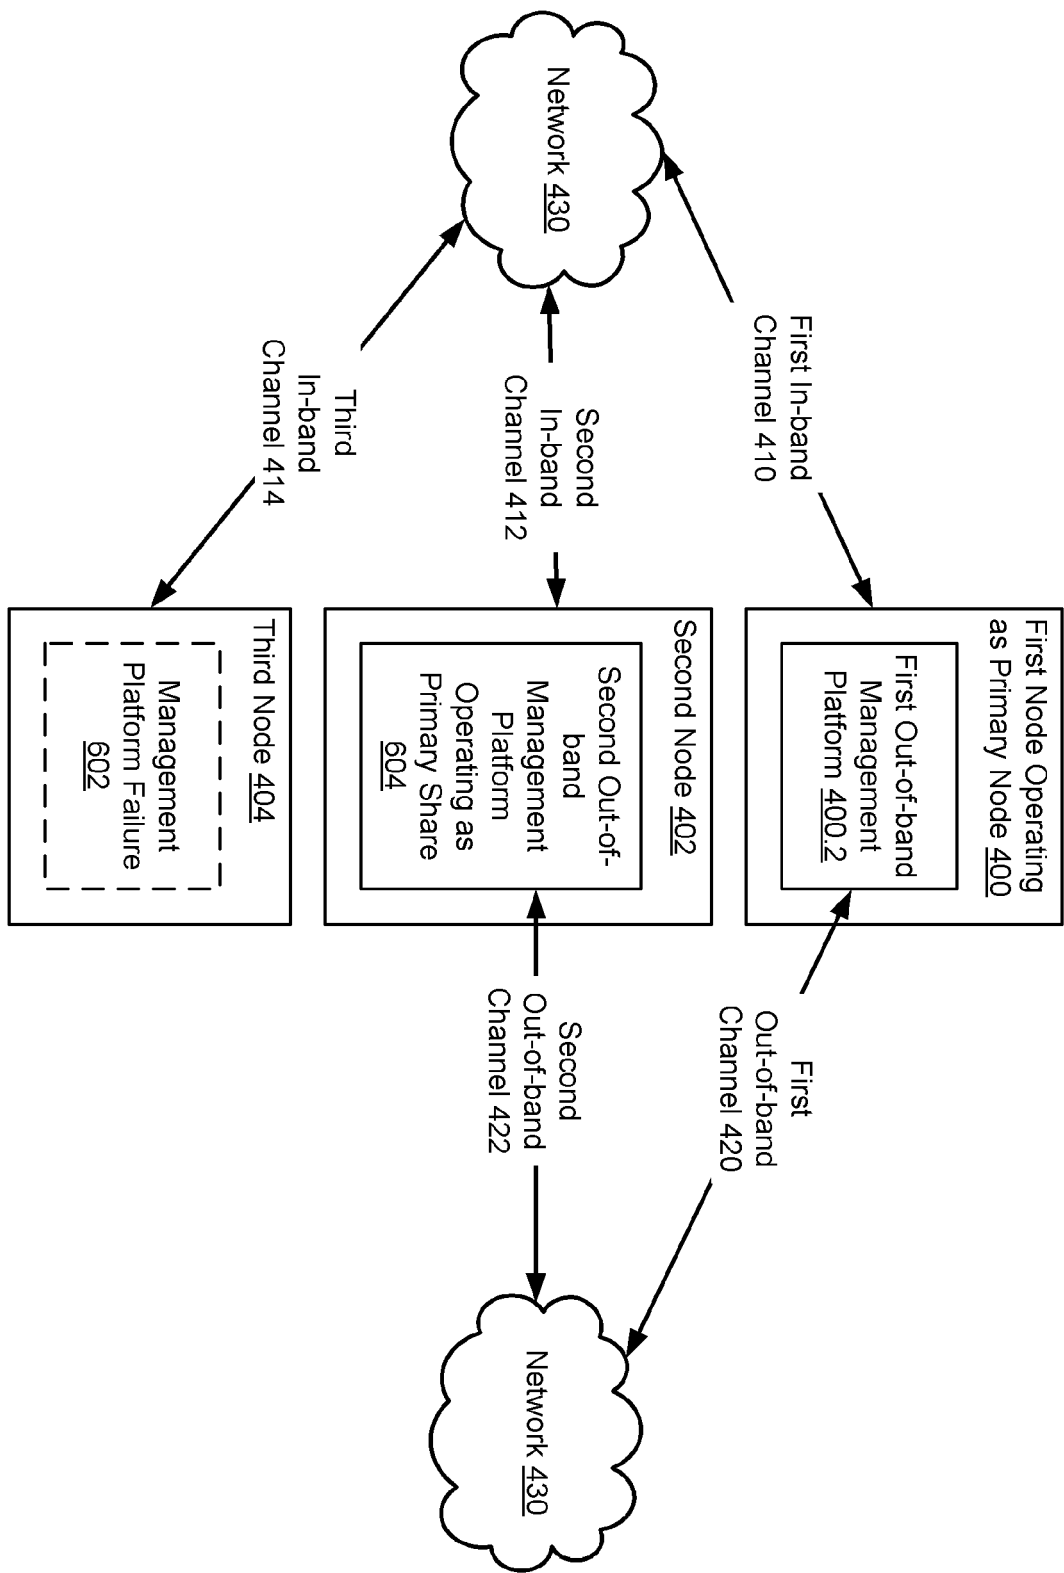 First Node Operating
as Primary Node 400
First Out-of-band
Management
Platform 400.2
First In-band
Channel 410
First
Out-of-band
Channel 420
Network 430
Second
In-band
Channel 412
Second Node 402
Second Out-of-
band
Management
Platform
Operating as
Primary Share
604
Second
Out-of-band
Channel 422
Network 430
Third
In-band
Channel 414
Third Node 404
Management
Platform Failure
602